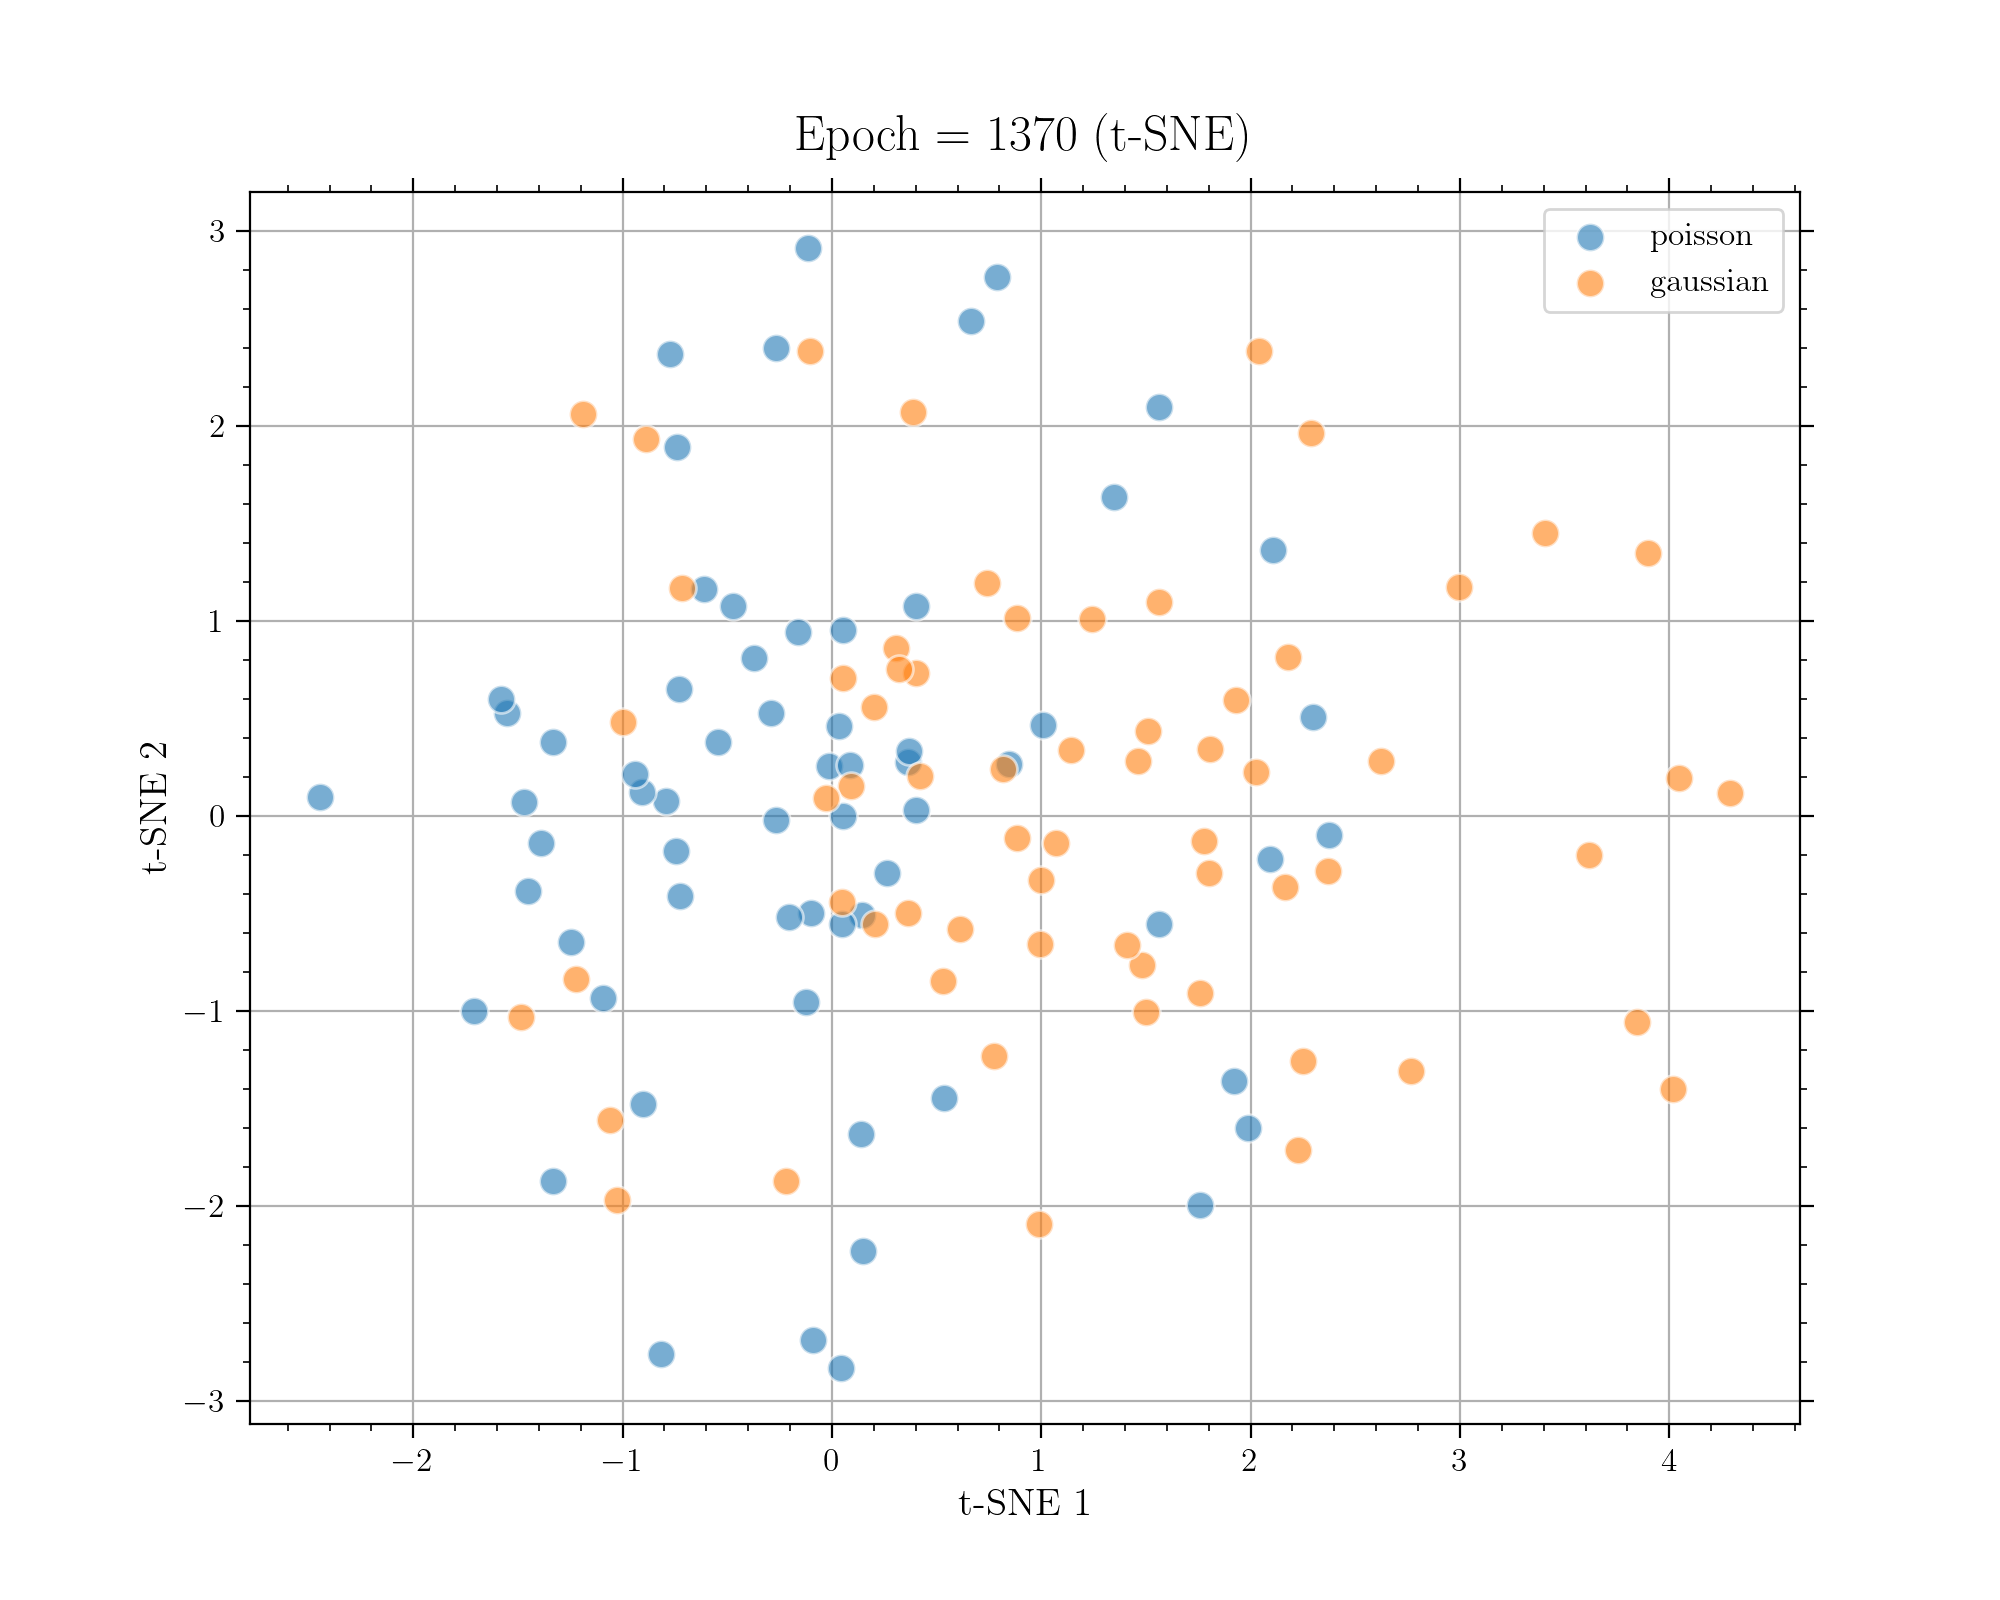 Epoch = 1370 (t-SNE)
poisson
gaussian
3
2
1
0
−1
−2
−3
t-SNE 2
−2 −1 0 1 2 3 4
t-SNE 1